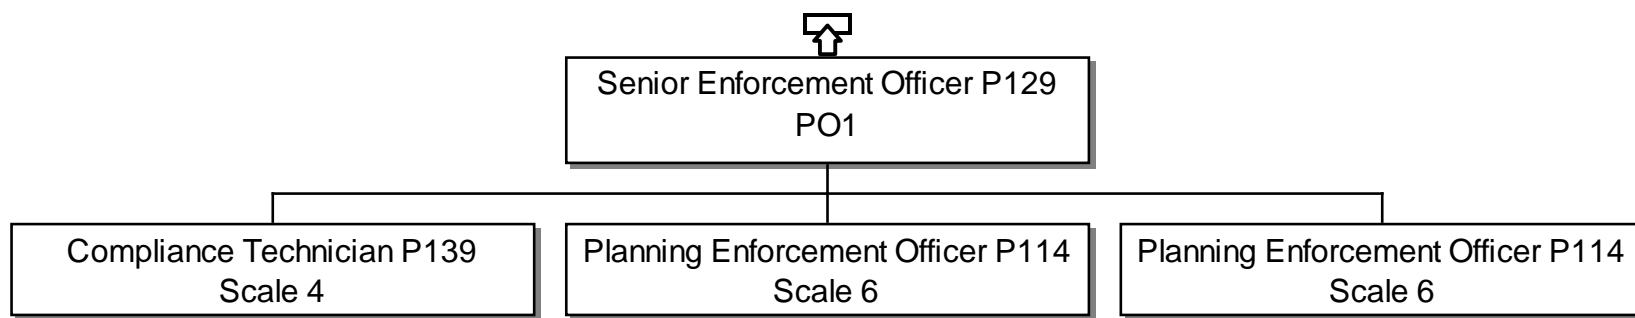 Senior Enforcement Officer P129
PO1
Compliance Technician P139
Scale 4
Planning Enforcement Officer P114
Scale 6
Planning Enforcement Officer P114
Scale 6